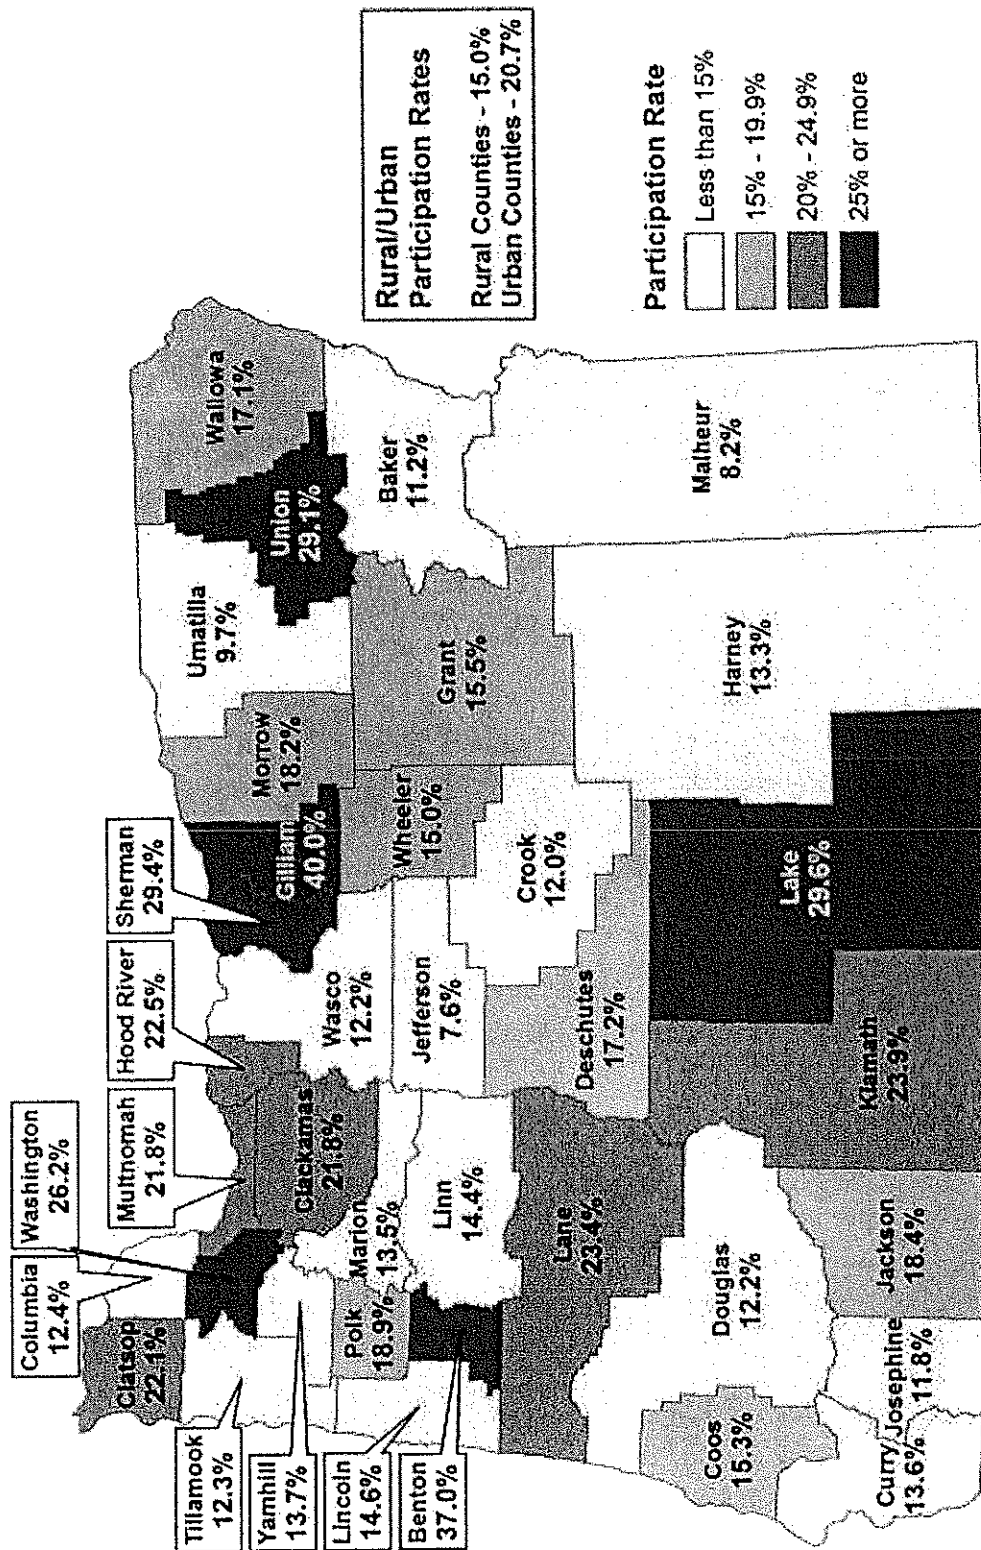 Columbia
12.4%
Washington
26.2%
Multnomah
21.8%
Hood River
22.5%
Sherman
29.4%
Clatsop
22.1%
Tillamook
12.3%
Yamhill
13.7%
Lincoln
14.6%
Benton
37.0%
Clackamas
21.8%
Marion
13.5%
Polk
18.9%
Linn
14.4%
Lane
23.4%
Douglas
12.2%
Coos
15.3%
Curry
13.6%
Josephine
11.8%
Jackson
18.4%
Klamath
23.9%
Lake
29.6%
Deschutes
17.2%
Crook
12.0%
Jefferson
7.6%
Wasco
12.2%
Gilliam
40.0%
Wheeler
15.0%
Morrow
18.2%
Umatilla
9.7%
Union
29.1%
Wallowa
17.1%
Baker
11.2%
Grant
15.5%
Harney
13.3%
Malheur
8.2%
Rural/Urban
Participation Rates
Rural Counties - 15.0%
Urban Counties - 20.7%
Participation Rate
Less than 15%
15% - 19.9%
20% - 24.9%
25% or more